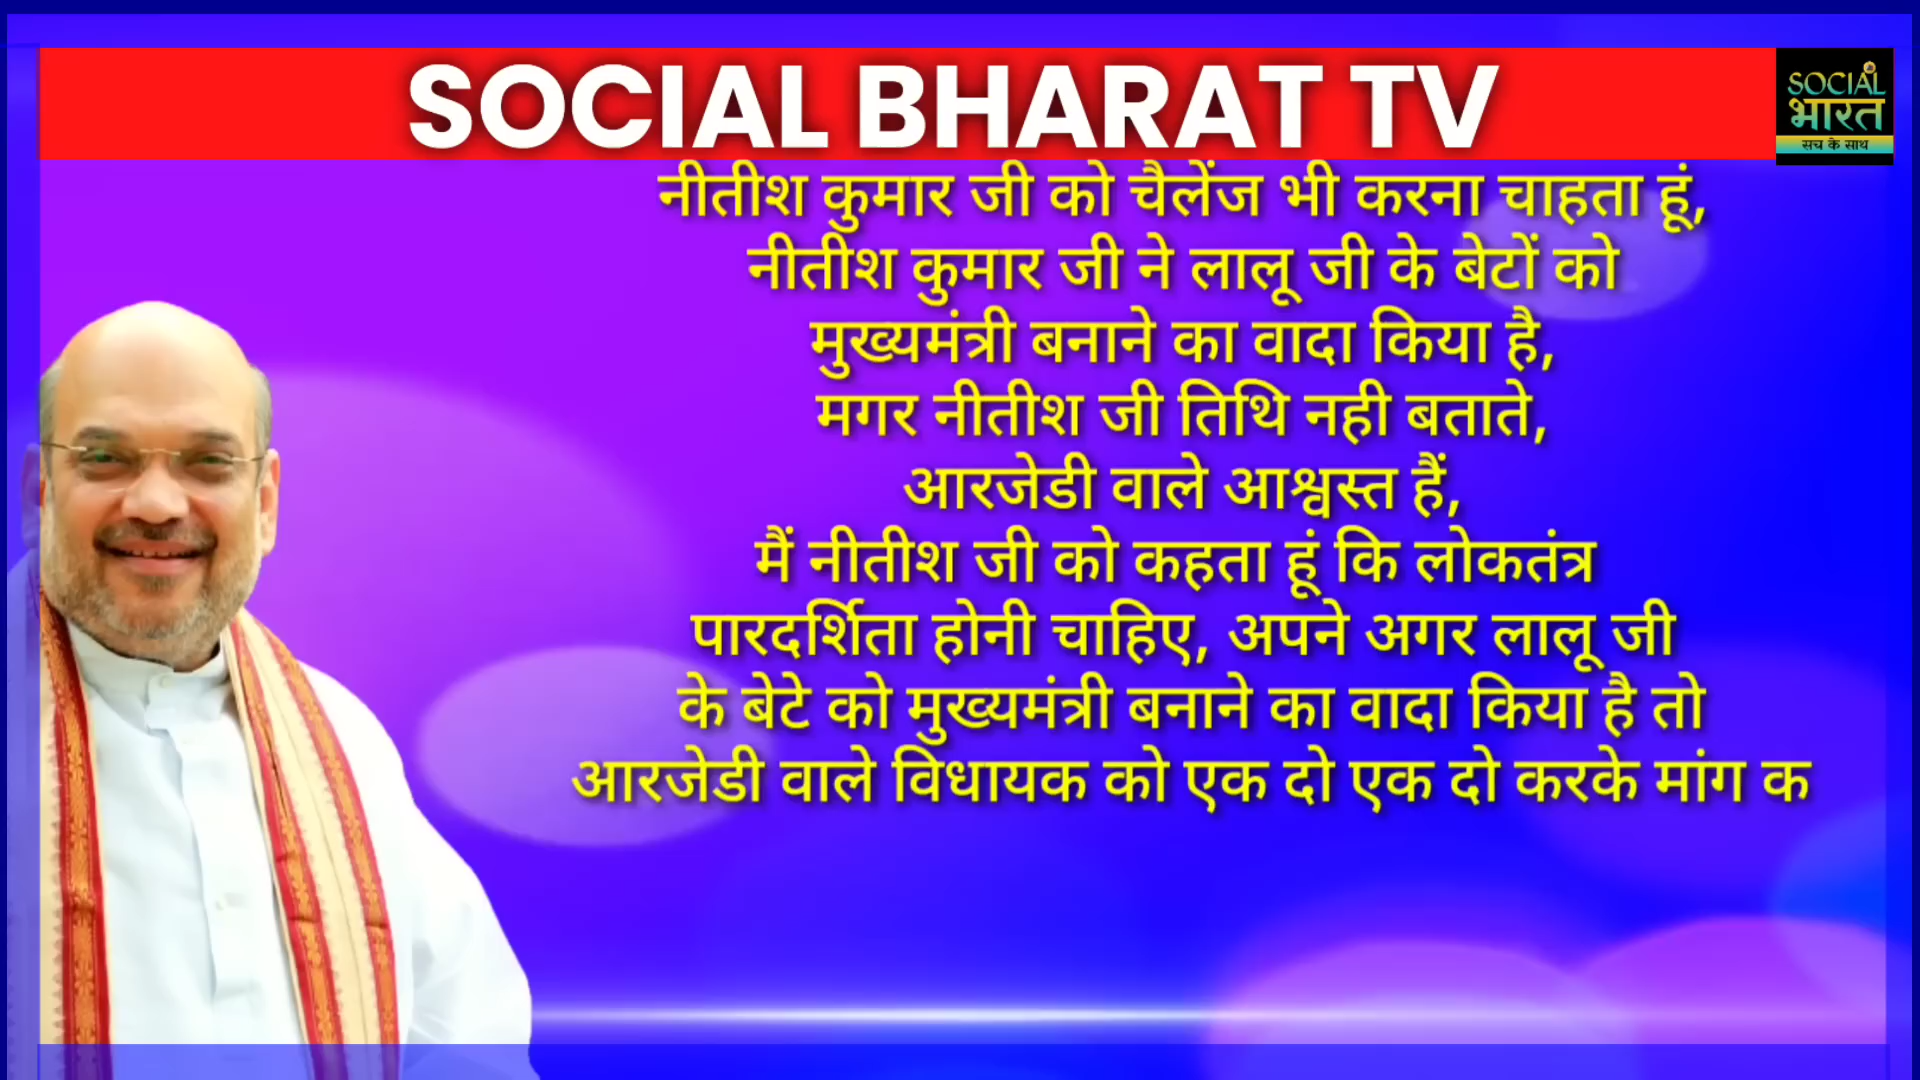 SOCIAL BHARAT TV
SOCIAL
भारत
सच के साथ
नीतीश कुमार जी को चैलेंज भी करना चाहता हूं,
नीतीश कुमार जी ने लालू जी के बेटों को
मुख्यमंत्री बनाने का वादा किया है,
मगर नीतीश जी तिथि नही बताते,
आरजेडी वाले आश्वस्त हैं,
मैं नीतीश जी को कहता हूं कि लोकतंत्र
पारदर्शिता होनी चाहिए, अपने अगर लालू जी
के बेटे को मुख्यमंत्री बनाने का वादा किया है तो
आरजेडी वाले विधायक को एक दो एक दो करके मांग क